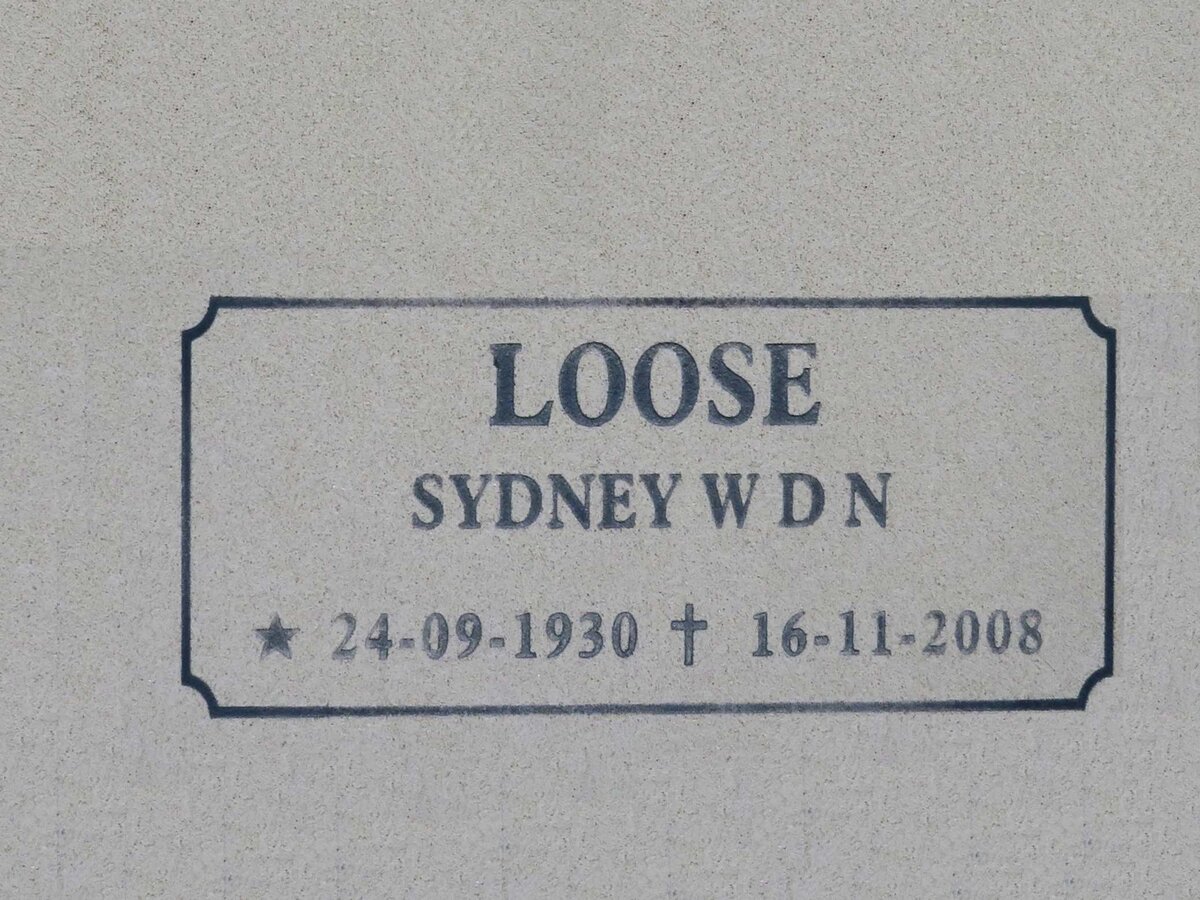 LOOSE
SYDNEY W D N
★ 24-09-1930 ✝ 16-11-2008